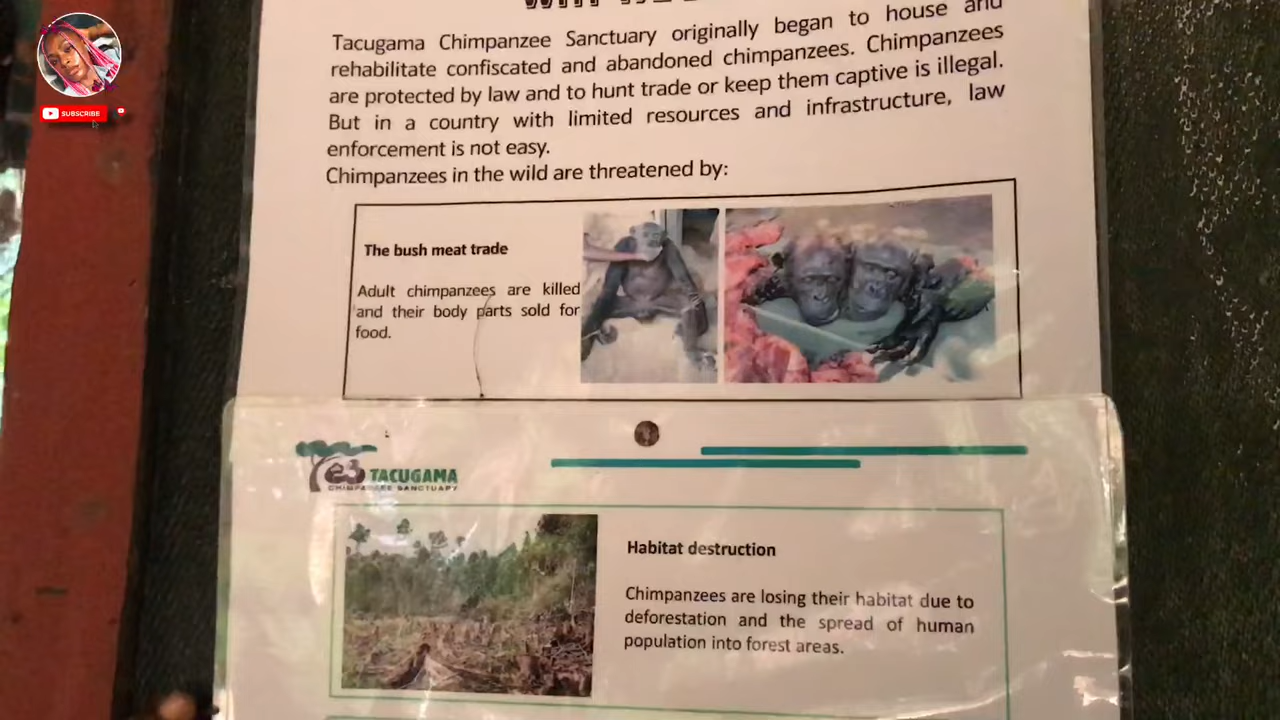 SUBSCRIBE
Tacugama Chimpanzee Sanctuary originally began to house and
rehabilitate confiscated and abandoned chimpanzees. Chimpanzees
are protected by law and to hunt trade or keep them captive is illegal.
But in a country with limited resources and infrastructure, law
enforcement is not easy.
Chimpanzees in the wild are threatened by:
The bush meat trade
Adult chimpanzees are killed
and their body parts sold for
food.
TACUGAMA
CHIMPANZEE SANCTUARY
Habitat destruction
Chimpanzees are losing their habitat due to
deforestation and the spread of human
population into forest areas.